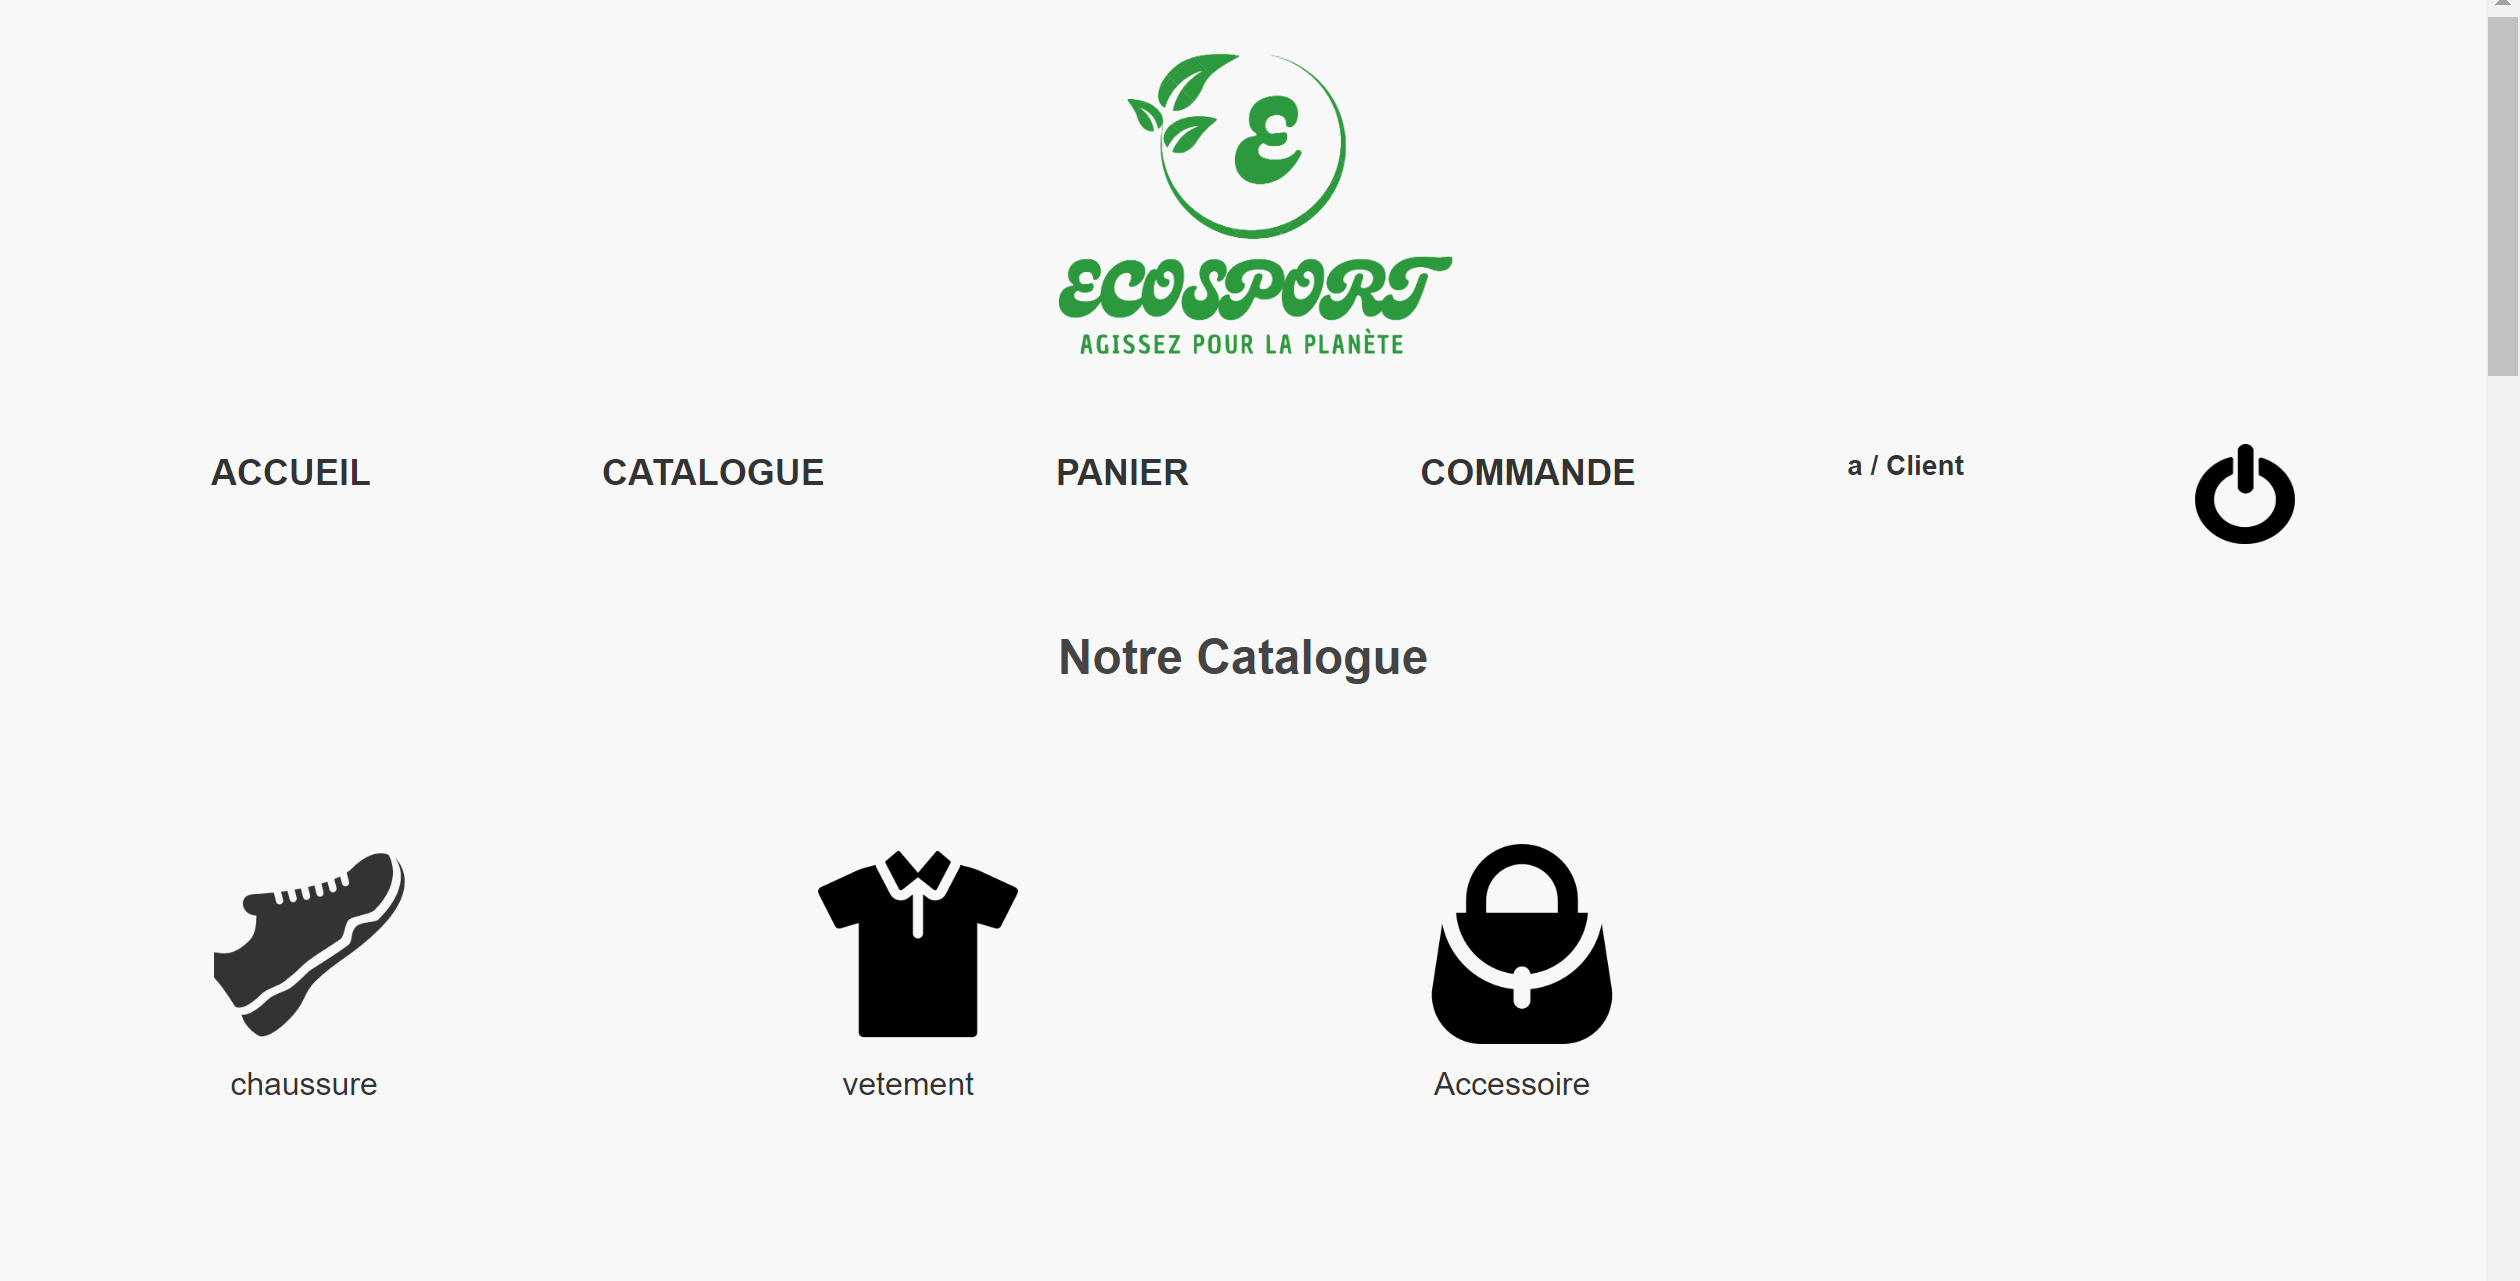 E
ECOSPORT
AGISSEZ POUR LA PLANÈTE
ACCUEIL CATALOGUE PANIER COMMANDE a / Client
Notre Catalogue
chaussure vetement Accessoire